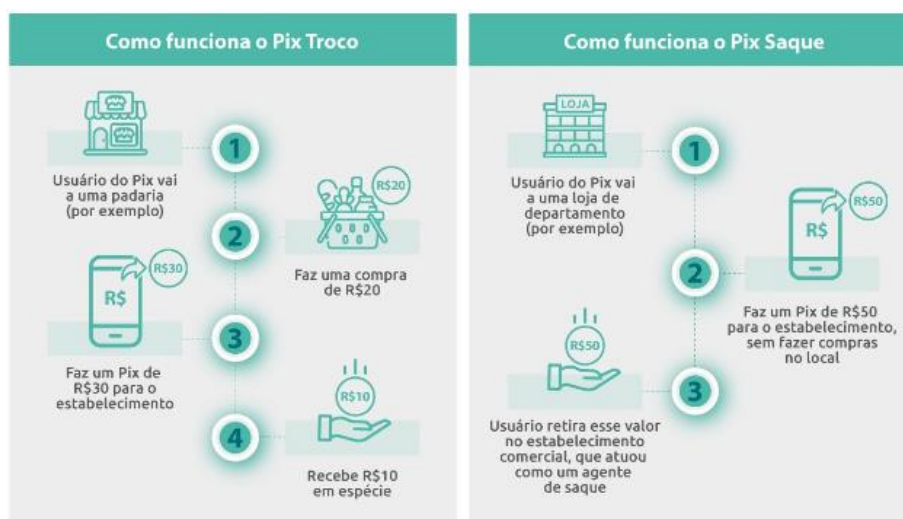 Como funciona o Pix Troco
1
Usuário do Pix vai
a uma padaria
(por exemplo)
2
R$20
Faz uma compra
de R$20
R$30
R$
3
Faz um Pix de
R$30 para o
estabelecimento
4
R$10
Recebe R$10
em espécie
Como funciona o Pix Saque
LOJA
1
Usuário do Pix vai
a uma loja de
departamento
(por exemplo)
2
R$50
R$
Faz um Pix de R$50
para o estabelecimento,
sem fazer compras
no local
R$50
3
Usuário retira esse valor
no estabelecimento
comercial, que atuou
como um agente
de saque